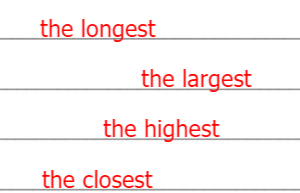 the longest
the largest
the highest
the closest